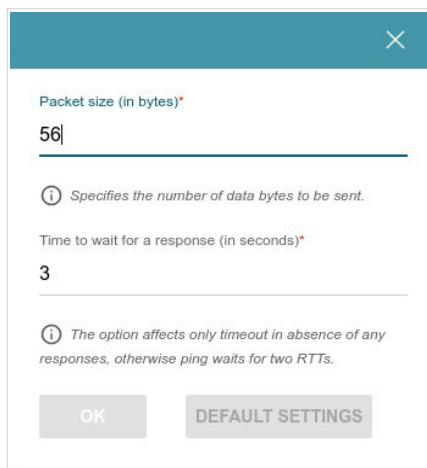 Packet size (in bytes)*
56
Specifies the number of data bytes to be sent.
Time to wait for a response (in seconds)*
3
The option affects only timeout in absence of any
responses, otherwise ping waits for two RTTs.
OK
DEFAULT SETTINGS